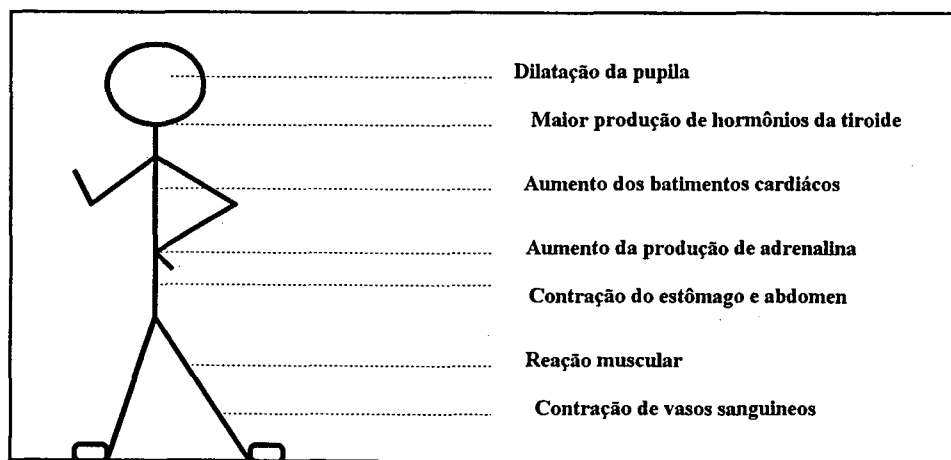 Dilatação da pupila
Maior produção de hormônios da tiroide
Aumento dos batimentos cardiácos
Aumento da produção de adrenalina
Contração do estômago e abdomen
Reação muscular
Contração de vasos sanguineos